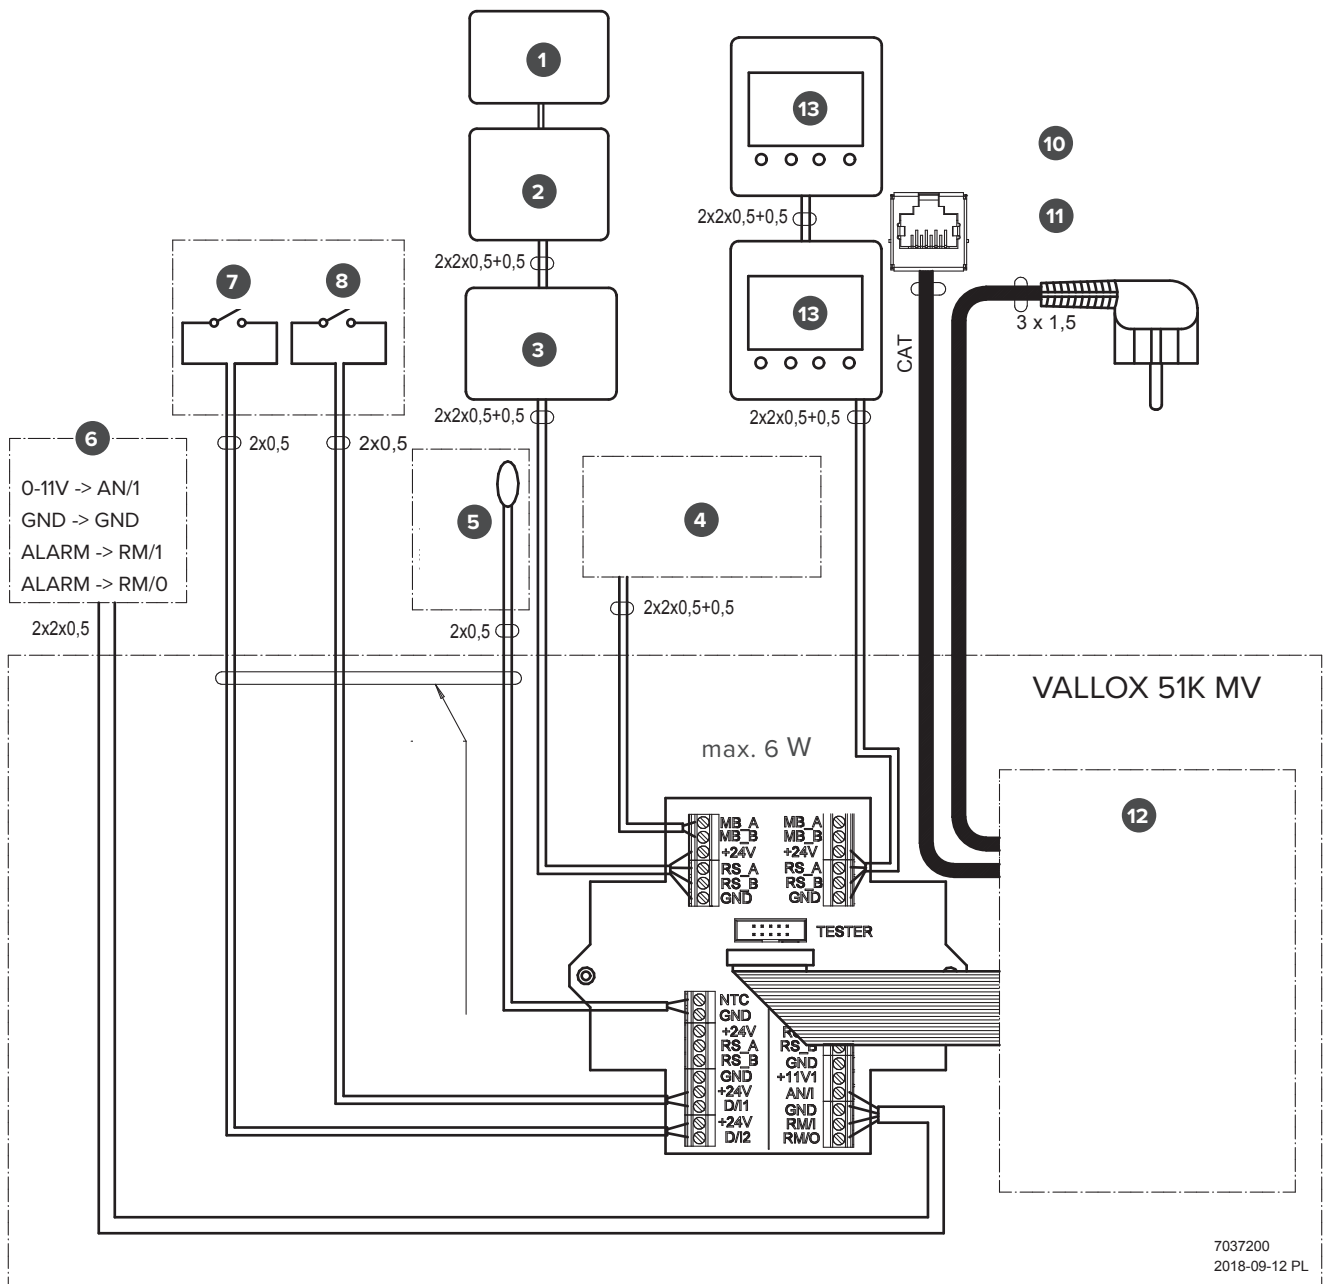 1
13
10
2
11
2x2x0,5+0,5
2x2x0,5+0,5
7
8
13
3 x 1,5
3
CAT
2x2x0,5+0,5
2x2x0,5+0,5
6
2x0,5
2x0,5
0-11V -> AN/1
GND -> GND
ALARM -> RM/1
ALARM -> RM/0
5
4
2x2x0,5
2x0,5
2x2x0,5+0,5
VALLOX 51K MV
max. 6 W
12
MB_A
MB_B
+24V
RS_A
RS_B
GND
MB_A
MB_B
+24V
RS_A
RS_B
GND
TESTER
NTC
GND
+24V
RS_A
RS_B
GND
+24V
D/I1
+24V
D/I2
RS_B
GND
+11V1
AN/I
GND
RM/I
RM/O
7037200
2018-09-12 PL